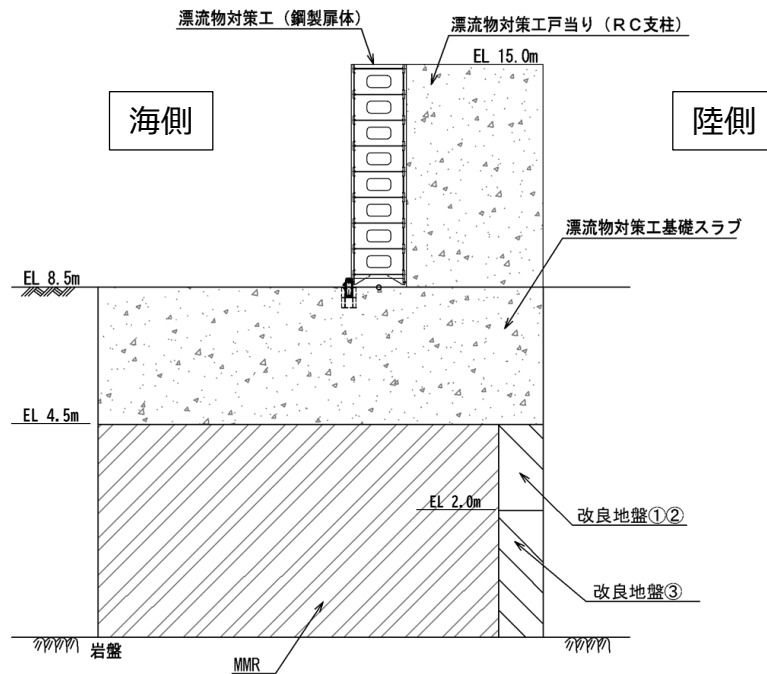 漂流物対策工（鋼製扉体）
漂流物対策工戸当り（ＲＣ支柱）
EL 15.0m
海側
陸側
漂流物対策工基礎スラブ
EL 8.5m
EL 4.5m
EL 2.0m
改良地盤①②
改良地盤③
岩盤
MMR